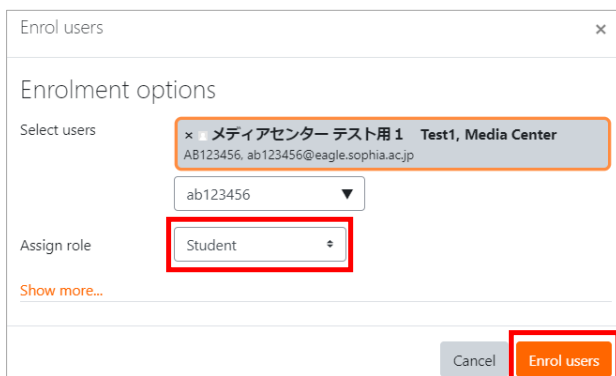 Enrol users ×
Enrolment options
Select users
× メディアセンター テスト用１ Test1, Media Center
AB123456, ab123456@eagle.sophia.ac.jp
ab123456 ▼
Assign role Student
Show more...
Cancel Enrol users